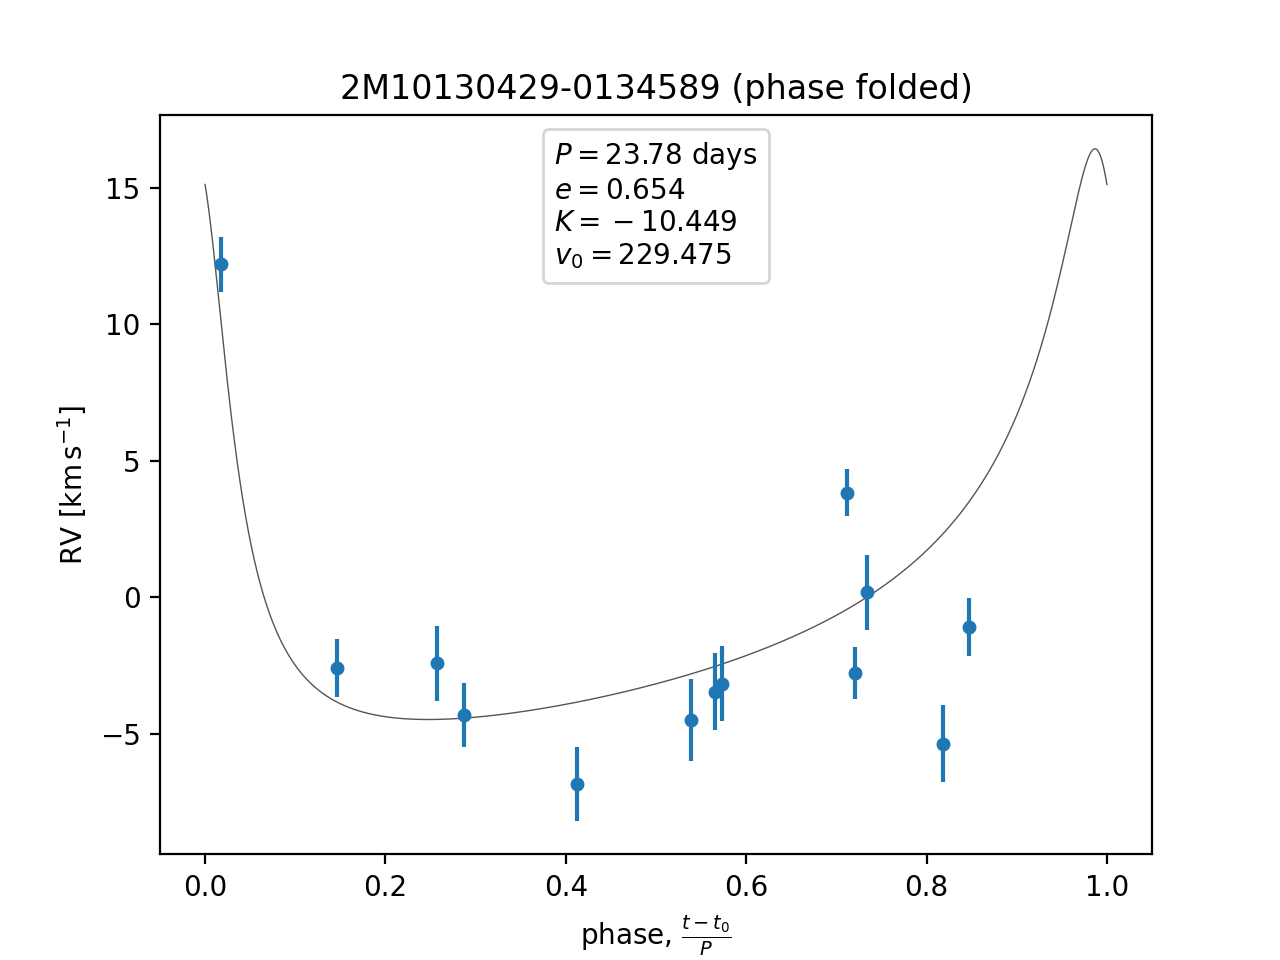 2M10130429-0134589 (phase folded)
P = 23.78 days
e = 0.654
K = −10.449
v₀ = 229.475
15
10
5
0
−5
RV [km s⁻¹]
0.0 0.2 0.4 0.6 0.8 1.0
phase, (t − t₀)/P